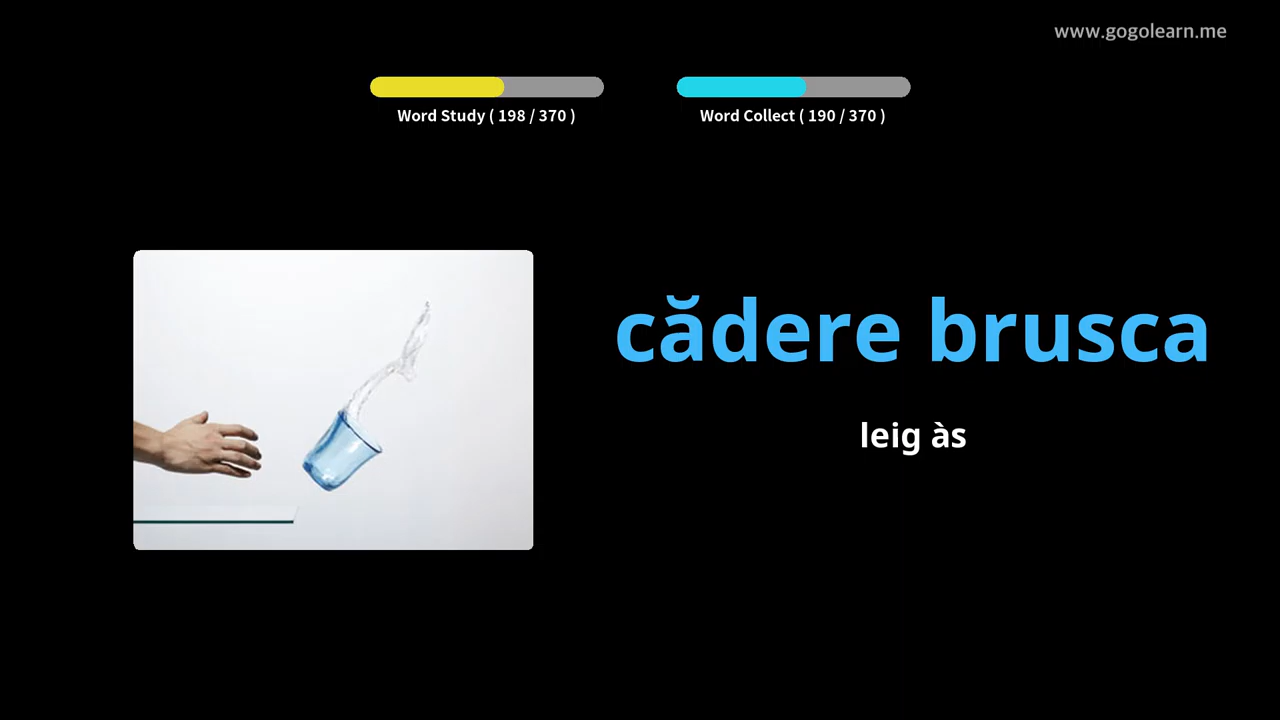 www.gogolearn.me
Word Study ( 198 / 370 )
Word Collect ( 190 / 370 )
cădere brusca
leig às